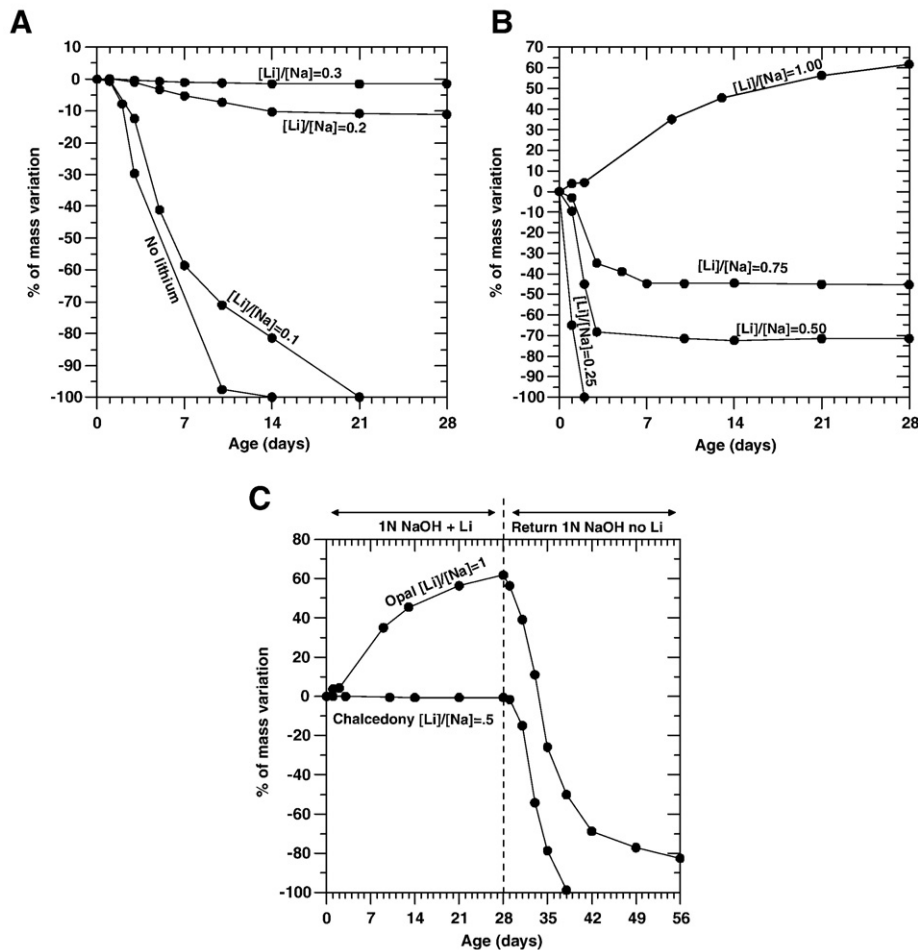 A
10
0
-10
-20
-30
-40
-50
-60
-70
-80
-90
-100
% of mass variation
[Li]/[Na]=0.3
[Li]/[Na]=0.2
[Li]/[Na]=0.1
No lithium
0 7 14 21 28
Age (days)
B
70
60
50
40
30
20
10
0
-10
-20
-30
-40
-50
-60
-70
-80
-90
-100
% of mass variation
[Li]/[Na]=1.00
[Li]/[Na]=0.75
[Li]/[Na]=0.50
[Li]/[Na]=0.25
0 7 14 21 28
Age (days)
C
1N NaOH + Li
Return 1N NaOH no Li
80
60
40
20
0
-20
-40
-60
-80
-100
% of mass variation
Opal [Li]/[Na]=1
Chalcedony [Li]/[Na]=.5
0 7 14 21 28 35 42 49 56
Age (days)